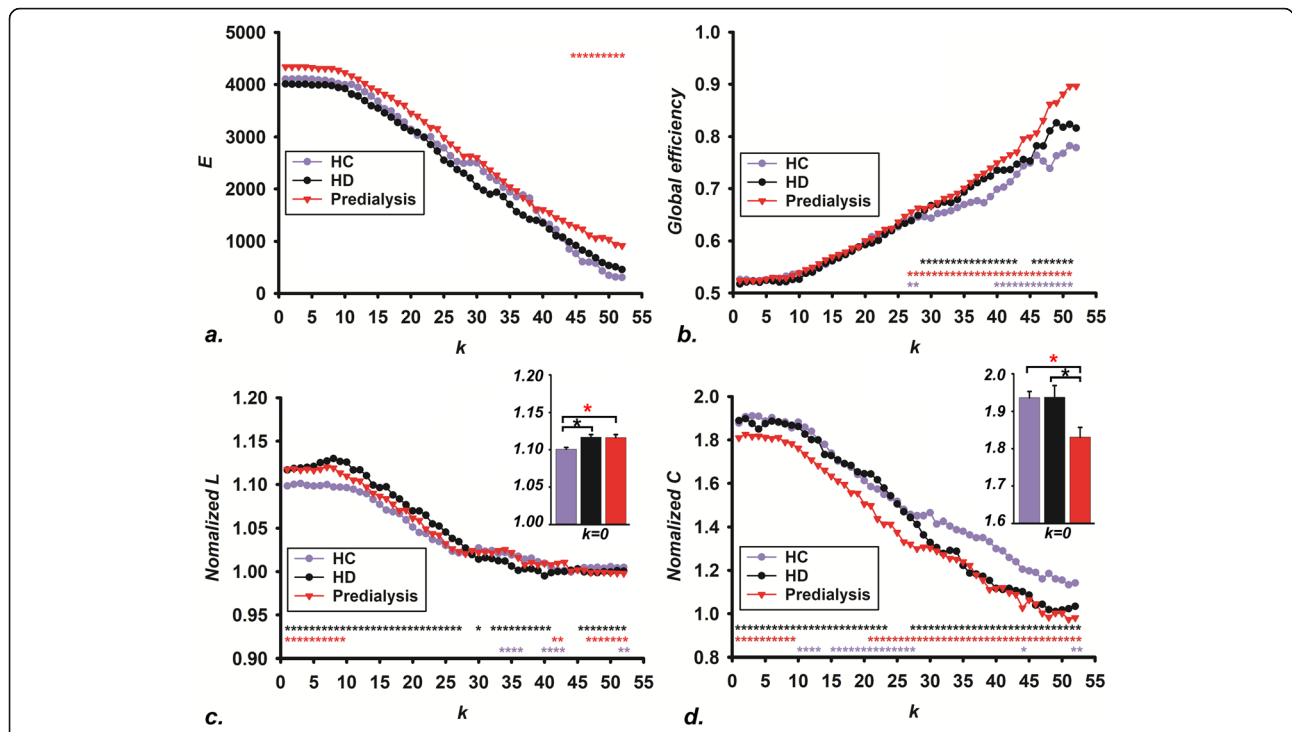 5000
4000
3000
2000
1000
0
E
*********
HC
HD
Predialysis
0 5 10 15 20 25 30 35 40 45 50 55
a.
k
1.0
0.9
0.8
0.7
0.6
0.5
Global efficiency
HC
HD
Predialysis
0 5 10 15 20 25 30 35 40 45 50 55
b.
k
1.20
1.15
1.10
1.05
1.00
0.95
0.90
Nomalized L
1.20
1.20
1.10
1.00
*
*
k=0
HC
HD
Predialysis
0 5 10 15 20 25 30 35 40 45 50 55
c.
k
2.0
1.8
1.6
1.4
1.2
1.0
0.8
Nomalized C
2.0
1.9
1.8
1.7
1.6
*
*
k=0
HC
HD
Predialysis
0 5 10 15 20 25 30 35 40 45 50 55
d.
k